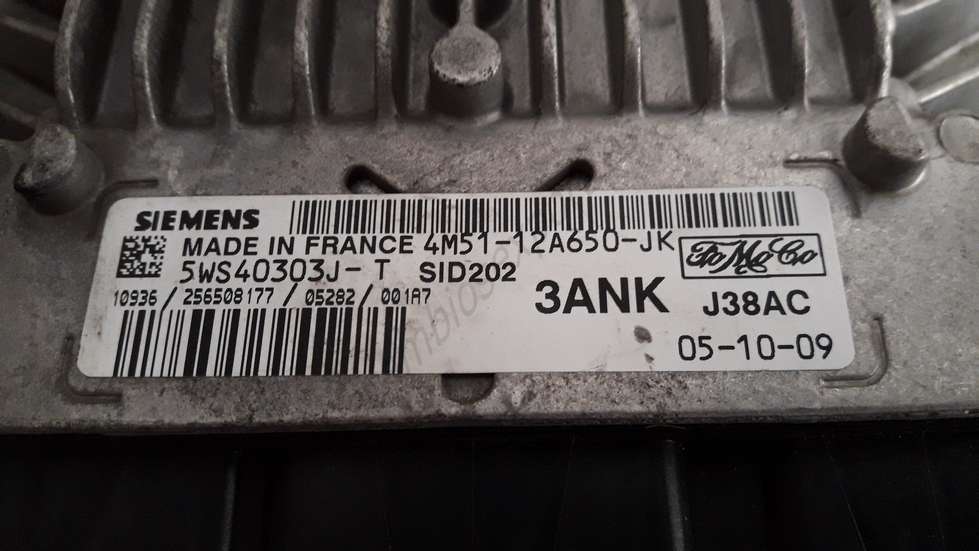 SIEMENS
MADE IN FRANCE 4M51-12A650-JK
FoMoCo
5WS40303J-T SID202
10936/256508177/05282/001A7
3ANK
J38AC
05-10-09